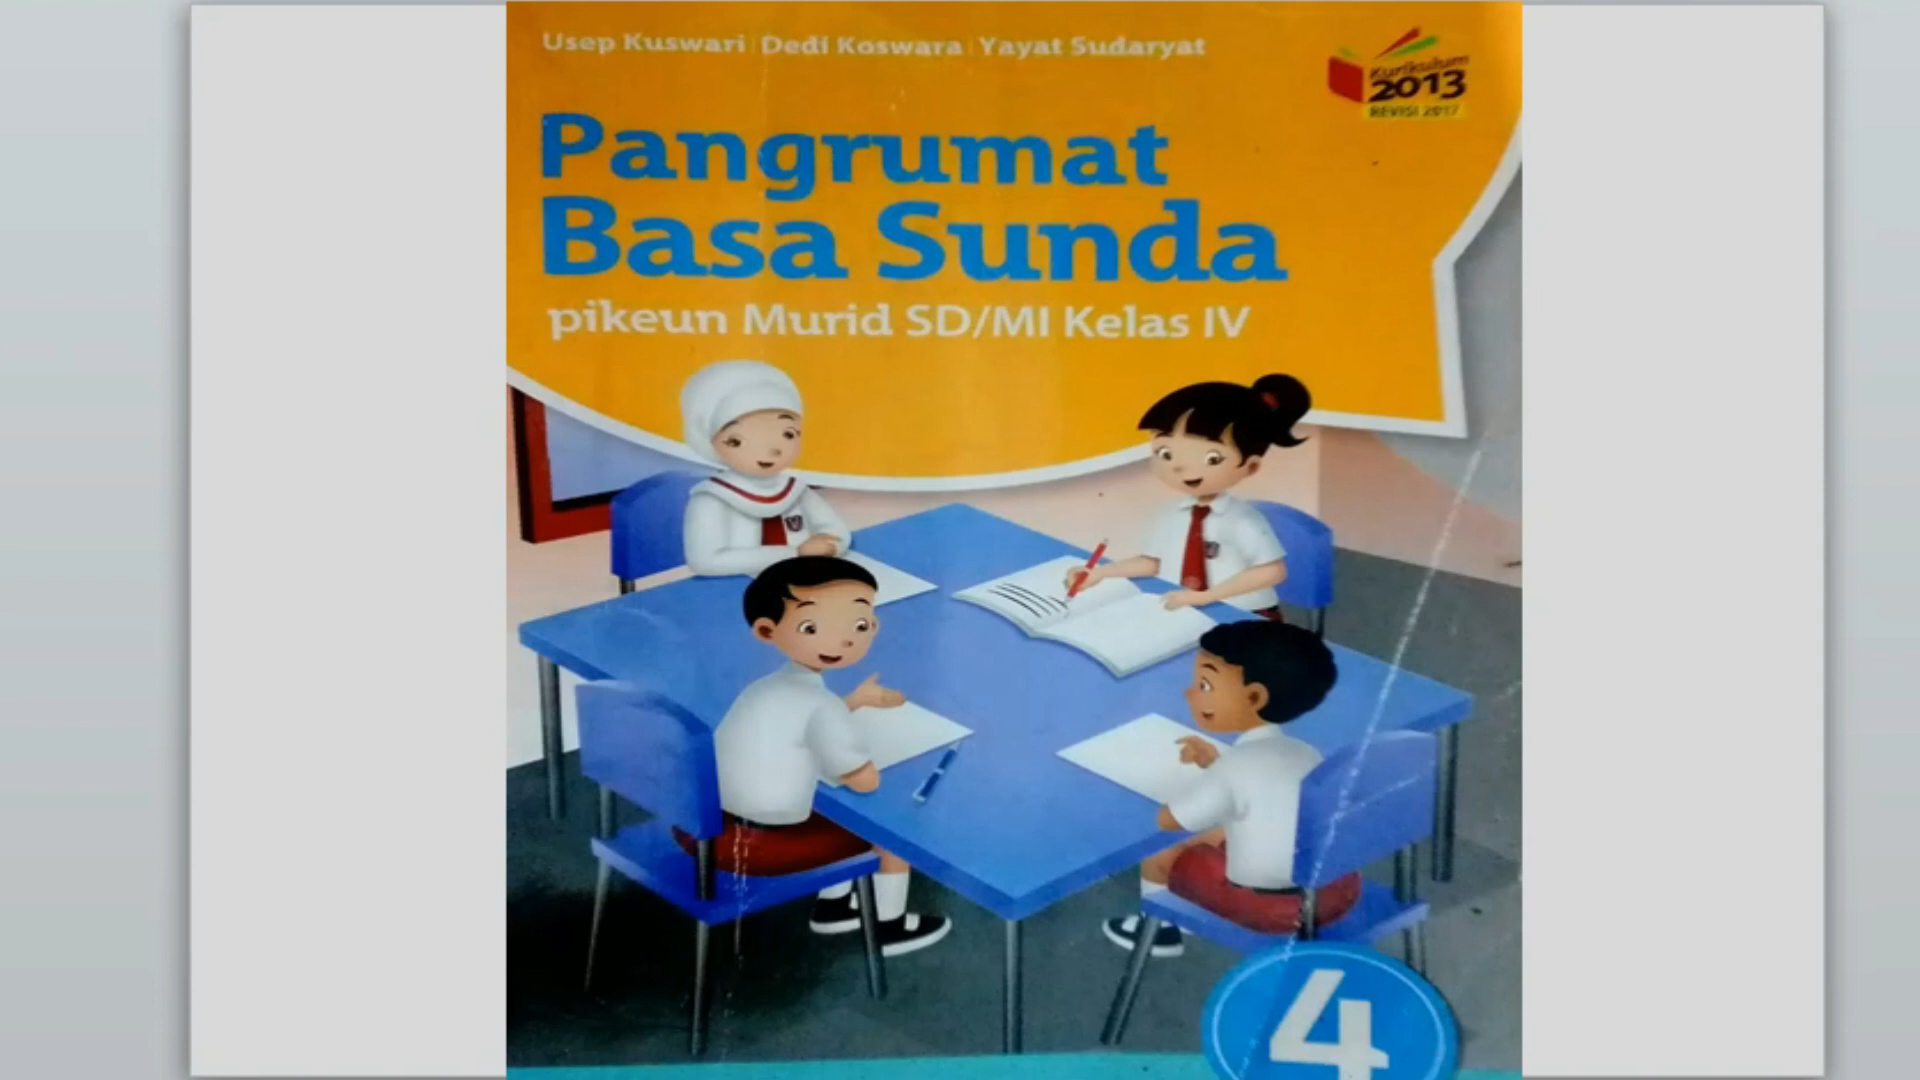 Usep Kuswari | Dedi Koswara | Yayat Sudaryat
Kurikulum
2013
REVISI 2017
Pangrumat
Basa Sunda
pikeun Murid SD/MI Kelas IV
4